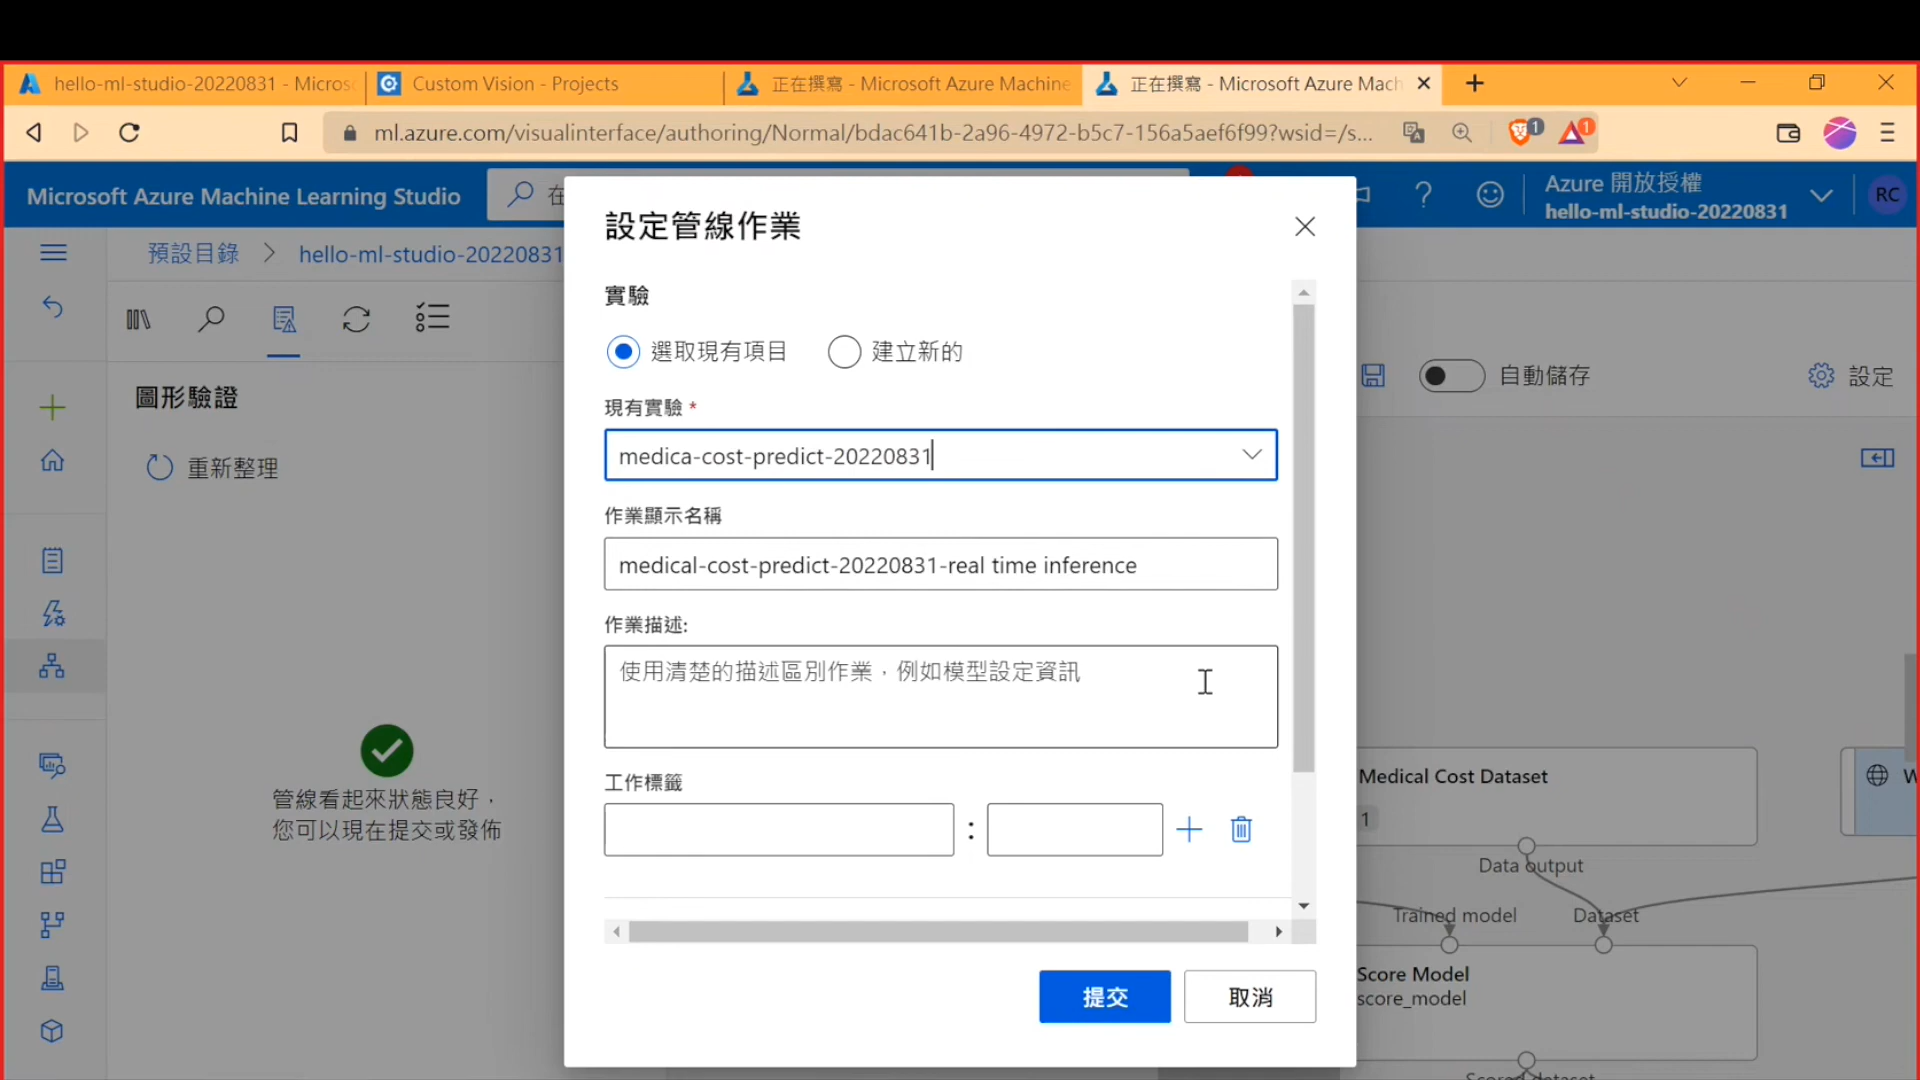 hello-ml-studio-20220831 - Micros
Custom Vision - Projects
正在撰寫 - Microsoft Azure Machine
正在撰寫 - Microsoft Azure Mach
ml.azure.com/visualinterface/authoring/Normal/bdac641b-2a96-4972-b5c7-156a5aef6f99?wsid=/s...
1
1
Microsoft Azure Machine Learning Studio
在
Azure 開放授權
hello-ml-studio-20220831
RC
預設目錄
hello-ml-studio-20220831
設定管線作業
實驗
選取現有項目
建立新的
現有實驗 *
medica-cost-predict-20220831
作業顯示名稱
medical-cost-predict-20220831-real time inference
作業描述:
使用清楚的描述區別作業，例如模型設定資訊
工作標籤
:
提交
取消
圖形驗證
重新整理
管線看起來狀態良好，
您可以現在提交或發佈
自動儲存
設定
Medical Cost Dataset
1
W
Data output
Trained model
Dataset
Score Model
score_model
Scored dataset